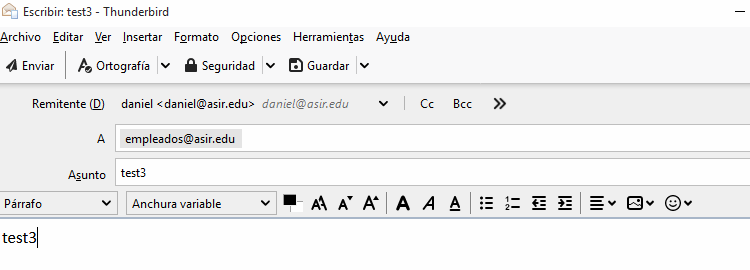 Escribir: test3 - Thunderbird
Archivo Editar Ver Insertar Formato Opciones Herramientas Ayuda
Enviar Ortografía Seguridad Guardar
Remitente (D) daniel <daniel@asir.edu> daniel@asir.edu Cc Bcc
A empleados@asir.edu
Asunto test3
Párrafo Anchura variable
test3